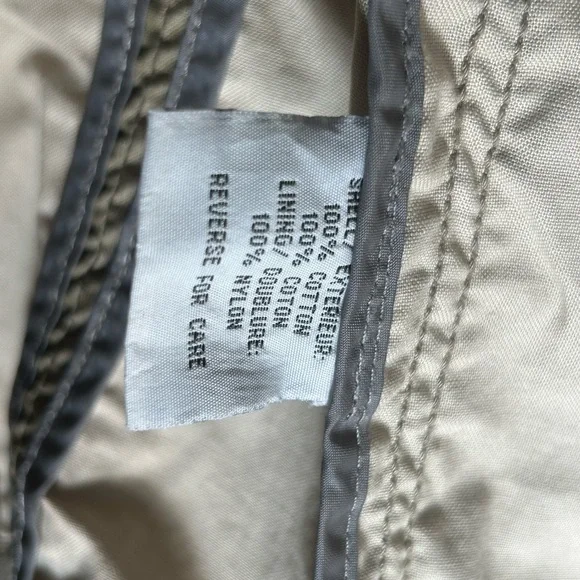 SHELL/ EXTERIEUR:
100% COTTON
100% COTON
LINING/ DOUBLURE:
100% NYLON
REVERSE FOR CARE